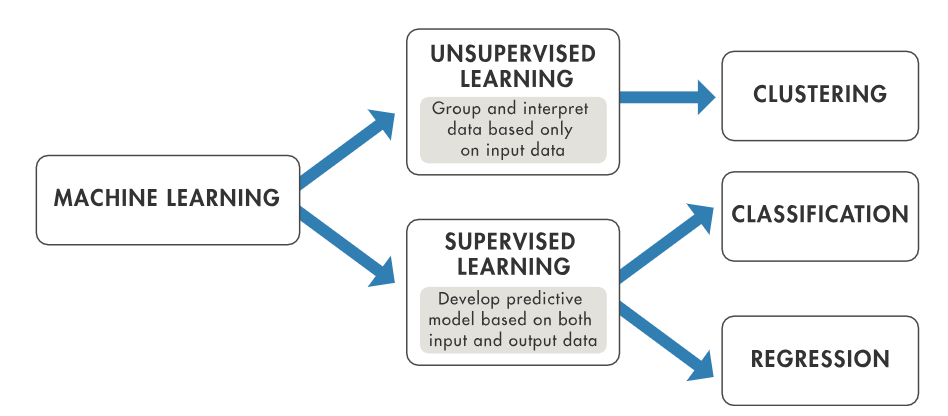 MACHINE LEARNING
UNSUPERVISED
LEARNING
Group and interpret
data based only
on input data
CLUSTERING
SUPERVISED
LEARNING
Develop predictive
model based on both
input and output data
CLASSIFICATION
REGRESSION